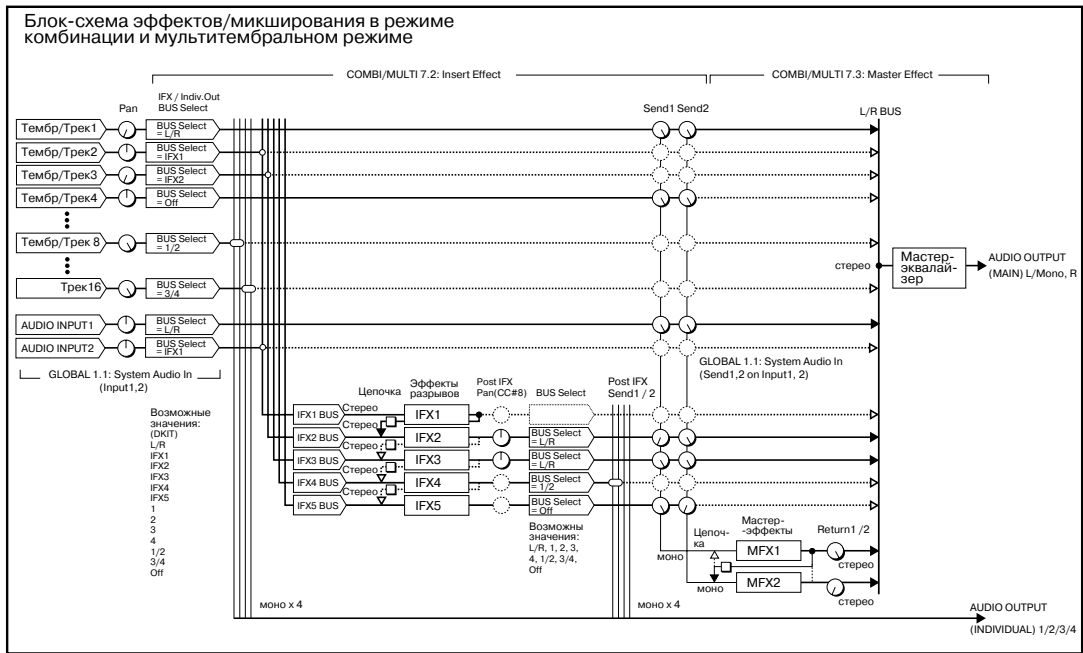 Блок-схема эффектов/микширования в режиме
комбинации и мультитембральном режиме
COMBI/MULTI 7.2: Insert Effect
COMBI/MULTI 7.3: Master Effect
Pan
IFX / Indiv.Out
BUS Select
Send1 Send2
L/R BUS
Тембр/Трек1
BUS Select
= L/R
Тембр/Трек2
BUS Select
= IFX1
Тембр/Трек3
BUS Select
= IFX2
Тембр/Трек4
BUS Select
= Off
Тембр/Трек 8
BUS Select
= 1/2
Трек16
BUS Select
= 3/4
стерео
Мастер-
эквалай-
зер
AUDIO OUTPUT
(MAIN) L/Mono, R
AUDIO INPUT1
BUS Select
= L/R
AUDIO INPUT2
BUS Select
= IFX1
GLOBAL 1.1: System Audio In
(Input1,2)
GLOBAL 1.1: System Audio In
(Send1,2 on Input1, 2)
Цепочка
Эффекты
разрывов
Post IFX
Pan(CC#8)
BUS Select
Post IFX
Send1 / 2
Возможные
значения:
(DKIT)
L/R
IFX1
IFX2
IFX3
IFX4
IFX5
1
2
3
4
1/2
3/4
Off
IFX1 BUS
Стерео
IFX1
Стерео
IFX2 BUS
IFX2
BUS Select
= L/R
Стерео
IFX3 BUS
IFX3
BUS Select
= L/R
Стерео
IFX4 BUS
IFX4
BUS Select
= 1/2
Стерео
IFX5 BUS
IFX5
BUS Select
= Off
Возможны
значения:
L/R, 1, 2, 3,
4, 1/2, 3/4,
Off
Цепоч-
ка
Мастер-
-эффекты
Return1 /2
моно
MFX1
стерео
моно
MFX2
стерео
моно x 4
моно x 4
AUDIO OUTPUT
(INDIVIDUAL) 1/2/3/4